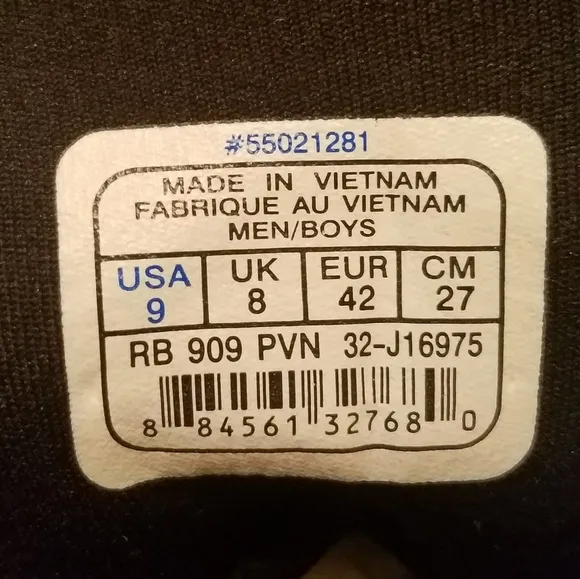 #55021281
MADE IN VIETNAM
FABRIQUE AU VIETNAM
MEN/BOYS
USA UK EUR CM
9 8 42 27
RB 909 PVN 32-J16975
8 84561 32768 0